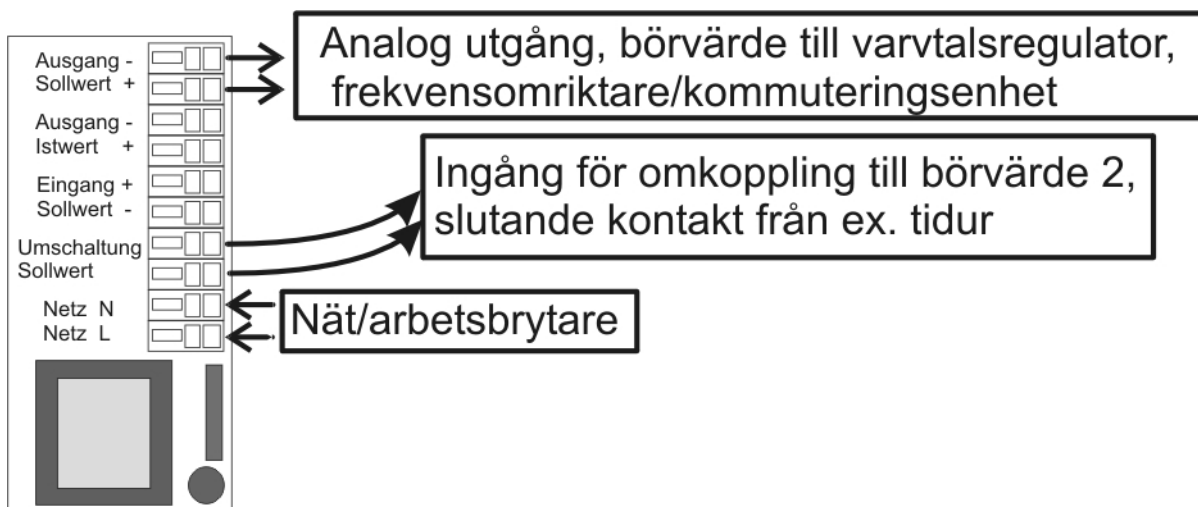 Ausgang -
Sollwert +
Ausgang -
Istwert +
Eingang +
Sollwert -
Umschaltung
Sollwert
Netz N
Netz L
Analog utgång, börvärde till varvtalsregulator,
frekvensomriktare/kommuteringsenhet
Ingång för omkoppling till börvärde 2,
slutande kontakt från ex. tidur
Nät/arbetsbrytare